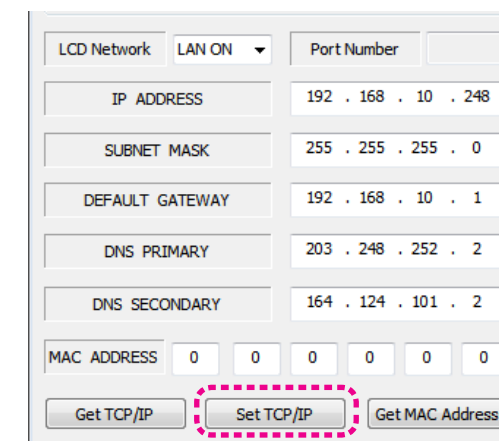 LCD Network LAN ON Port Number
IP ADDRESS 192 . 168 . 10 . 248
SUBNET MASK 255 . 255 . 255 . 0
DEFAULT GATEWAY 192 . 168 . 10 . 1
DNS PRIMARY 203 . 248 . 252 . 2
DNS SECONDARY 164 . 124 . 101 . 2
MAC ADDRESS 0 0 0 0 0 0
Get TCP/IP Set TCP/IP Get MAC Address